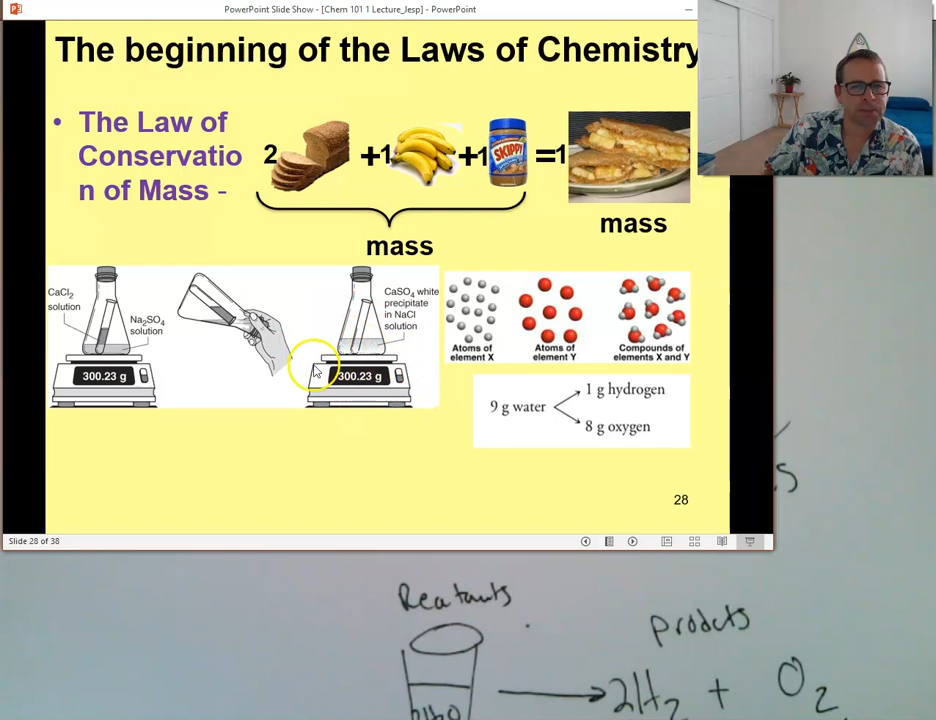 PowerPoint Slide Show - [Chem 101 1 Lecture_Jesp] - PowerPoint
The beginning of the Laws of Chemistry
• The Law of
Conservatio
n of Mass -
2 +1 +1 =1
SKIPPY
mass
mass
CaCl2
solution
Na2SO4
solution
300.23 g
CaSO4 white
precipitate
in NaCl
solution
300.23 g
Atoms of
element X
Atoms of
element Y
Compounds of
elements X and Y
9 g water
1 g hydrogen
8 g oxygen
28
Slide 28 of 38
Reatants
prodcts
2H2O
2H2 + O2